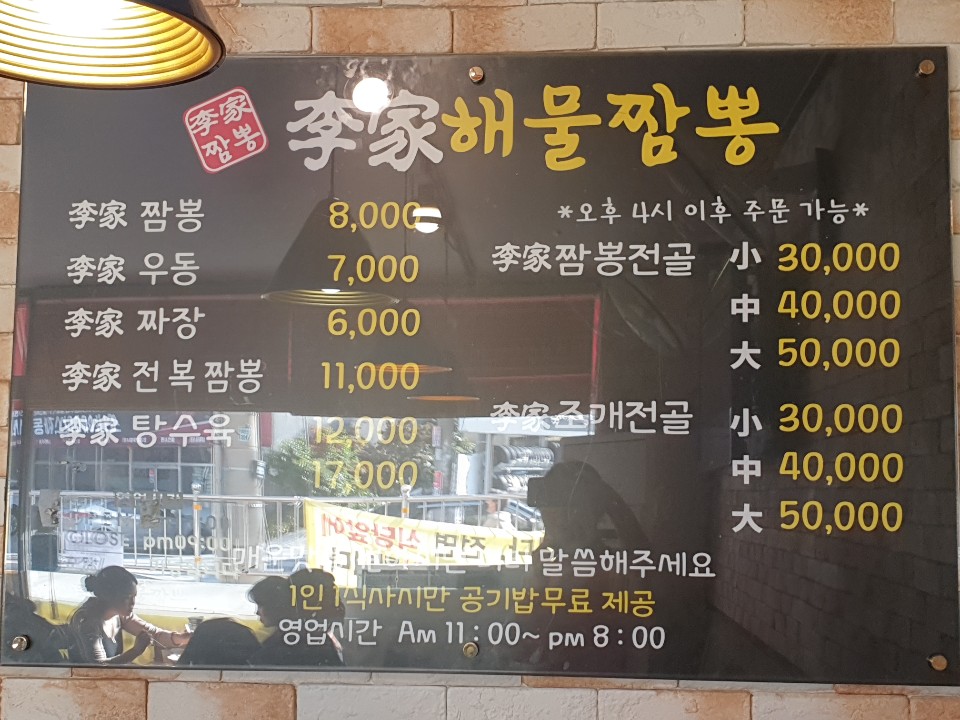 李家
짬뽕
李家해물짬뽕
李家 짬뽕 8,000
李家 우동 7,000
李家 짜장 6,000
李家 전복짬뽕 11,000
李家 탕수육 12,000
17,000
*오후 4시 이후 주문 가능*
李家짬뽕전골 小 30,000
中 40,000
大 50,000
李家조개전골 小 30,000
中 40,000
大 50,000
말씀해주세요
1인 1식사시만 공기밥무료 제공
영업시간 Am 11:00~ pm 8:00